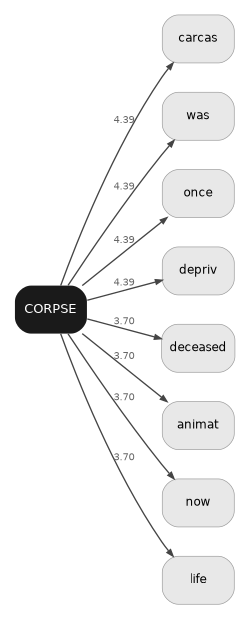 carcas
4.39
was
4.39
once
4.39
depriv
4.39
CORPSE
3.70
deceased
3.70
animat
3.70
now
3.70
life